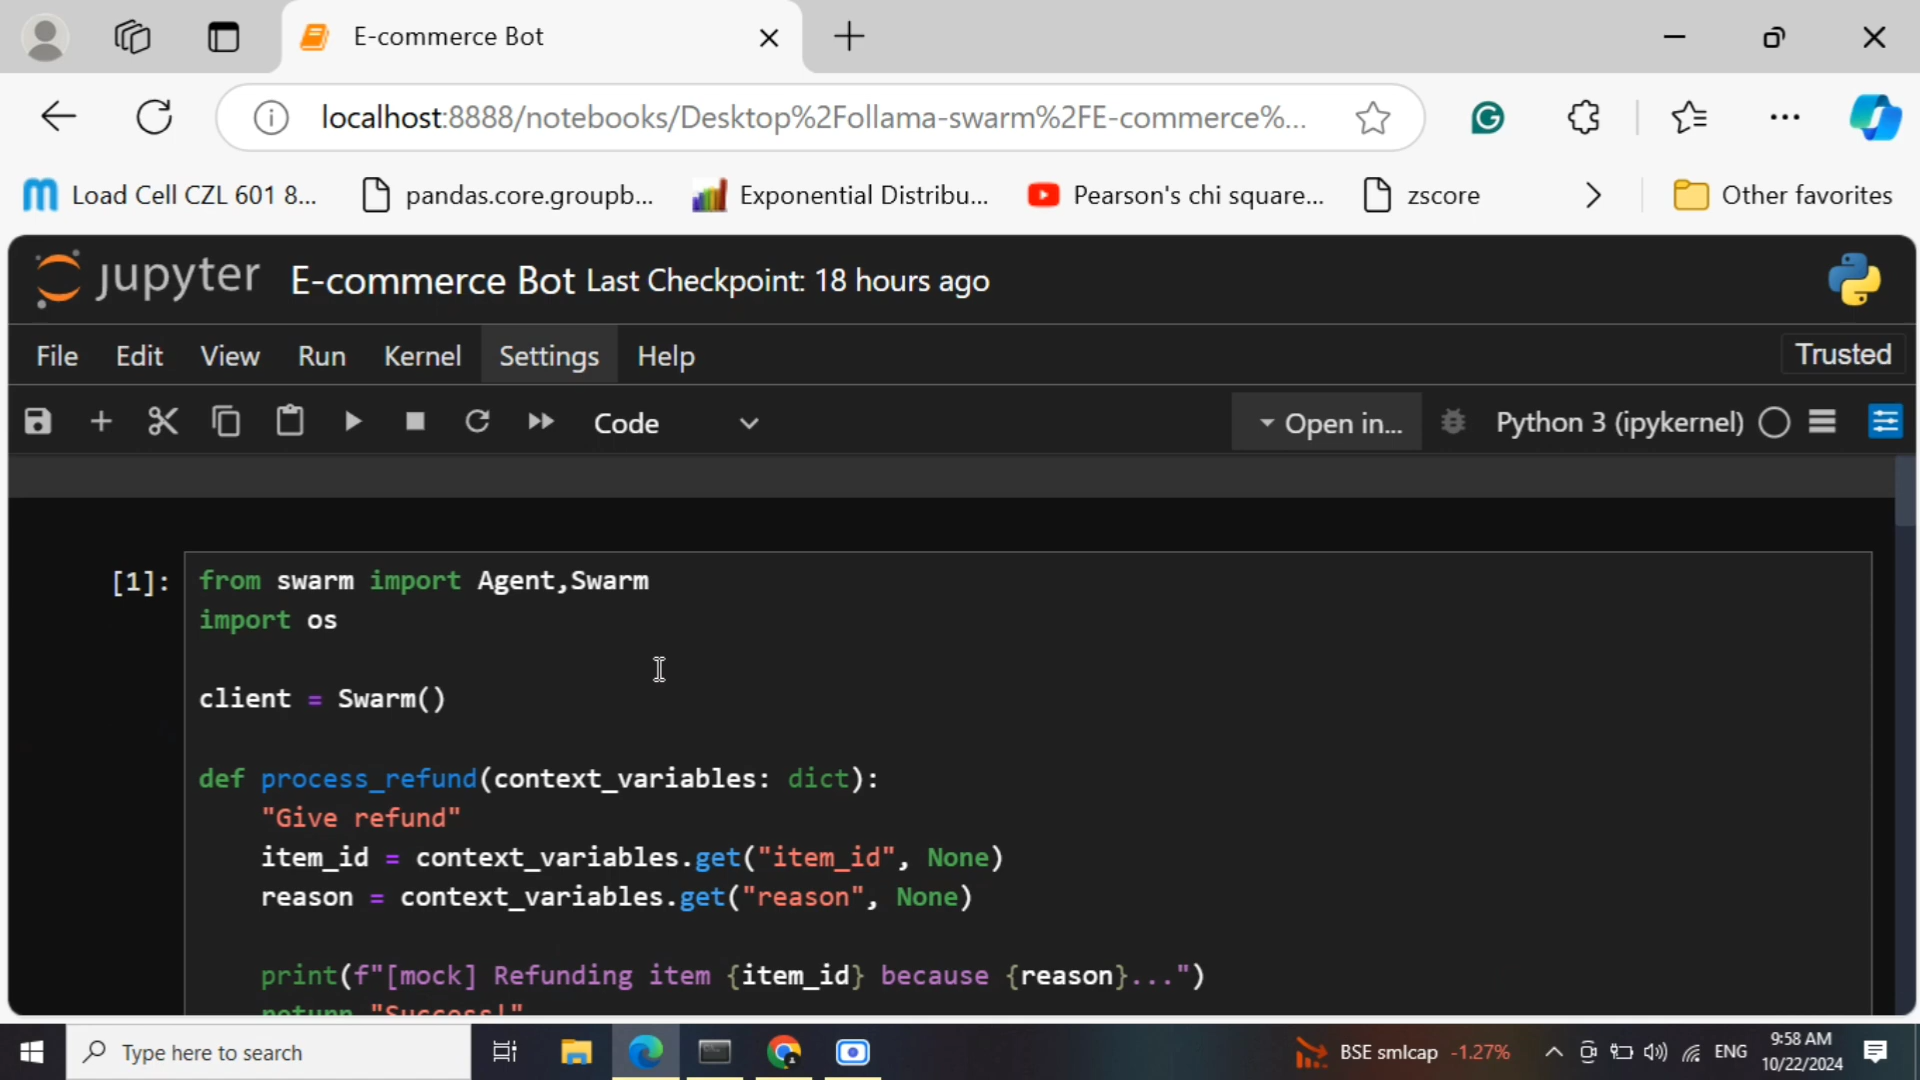 E-commerce Bot
localhost:8888/notebooks/Desktop%2Follama-swarm%2FE-commerce%...
Load Cell CZL 601 8... pandas.core.groupb... Exponential Distribu... Pearson's chi square... zscore Other favorites
jupyter E-commerce Bot Last Checkpoint: 18 hours ago
File Edit View Run Kernel Settings Help Trusted
Code Open in... Python 3 (ipykernel)
[1]: from swarm import Agent,Swarm
import os
client = Swarm()
def process_refund(context_variables: dict):
"Give refund"
item_id = context_variables.get("item_id", None)
reason = context_variables.get("reason", None)
print(f"[mock] Refunding item {item_id} because {reason}...")
return "Success!"
Type here to search BSE smlcap -1.27% ENG 9:58 AM
10/22/2024